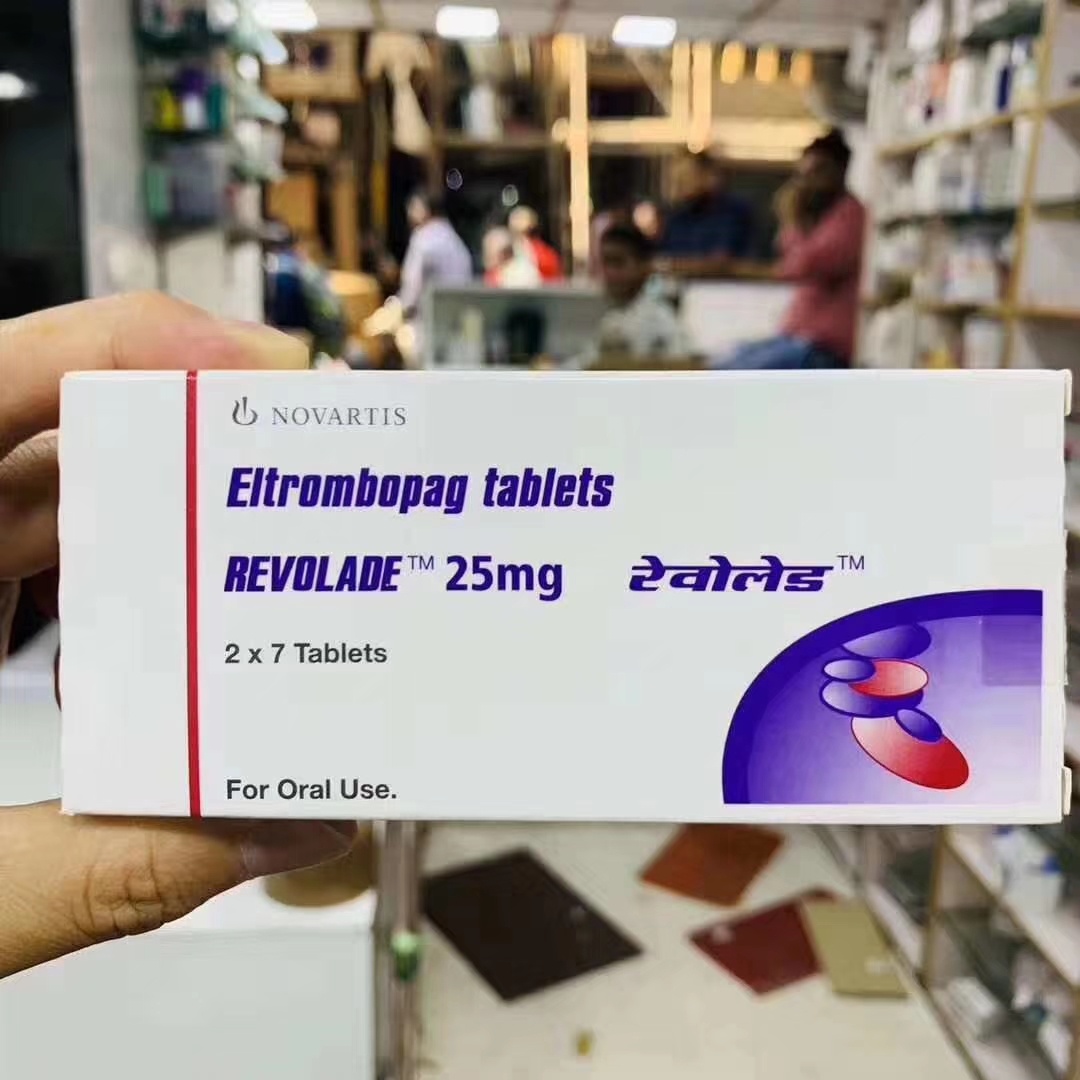 NOVARTIS
Eltrombopag tablets
REVOLADE™ 25mg रेवोलेड™
2 x 7 Tablets
For Oral Use.